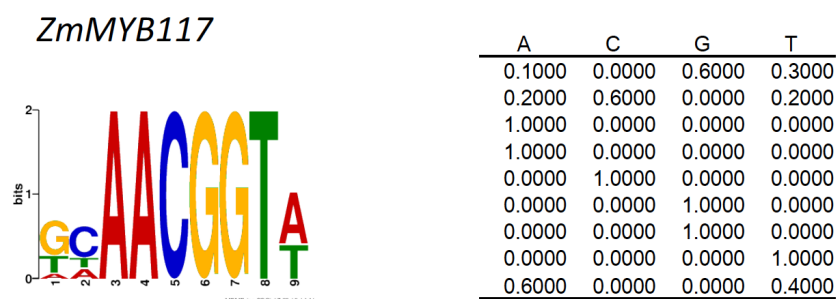 ZmMYB117
A C G T
0.1000 0.0000 0.6000 0.3000
0.2000 0.6000 0.0000 0.2000
1.0000 0.0000 0.0000 0.0000
1.0000 0.0000 0.0000 0.0000
0.0000 1.0000 0.0000 0.0000
0.0000 0.0000 1.0000 0.0000
0.0000 0.0000 1.0000 0.0000
0.0000 0.0000 0.0000 1.0000
0.6000 0.0000 0.0000 0.4000
2
bits
1
0
GCAACGGTA
T T T
A A
1 2 3 4 5 6 7 8 9